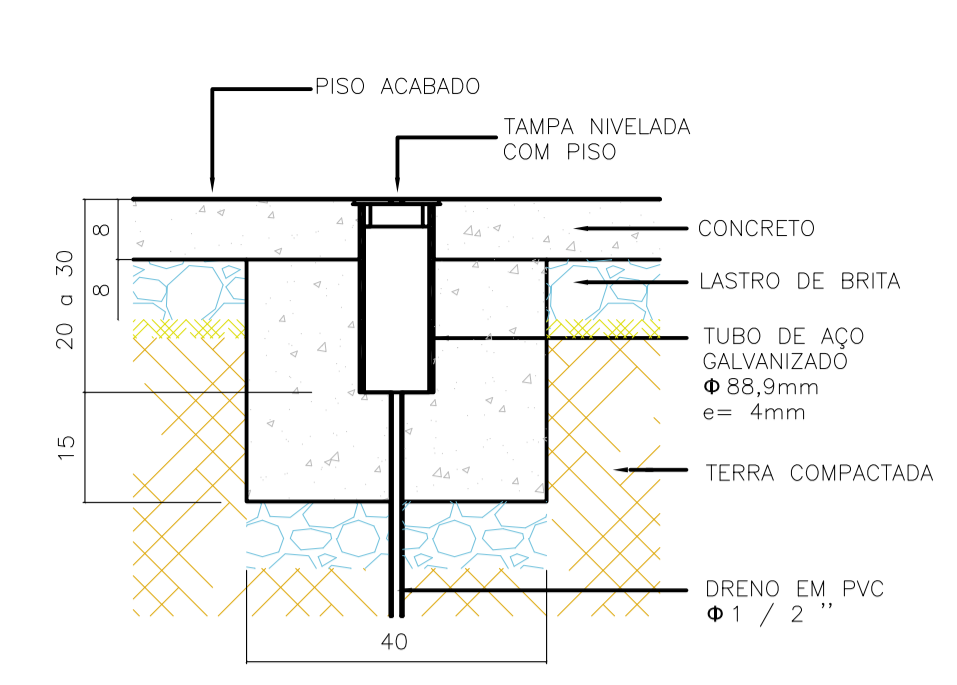 PISO ACABADO
TAMPA NIVELADA
COM PISO
CONCRETO
LASTRO DE BRITA
TUBO DE AÇO
GALVANIZADO
Φ 88,9mm
e= 4mm
TERRA COMPACTADA
DRENO EM PVC
Φ 1 / 2 ''
8
8
20 a 30
15
40